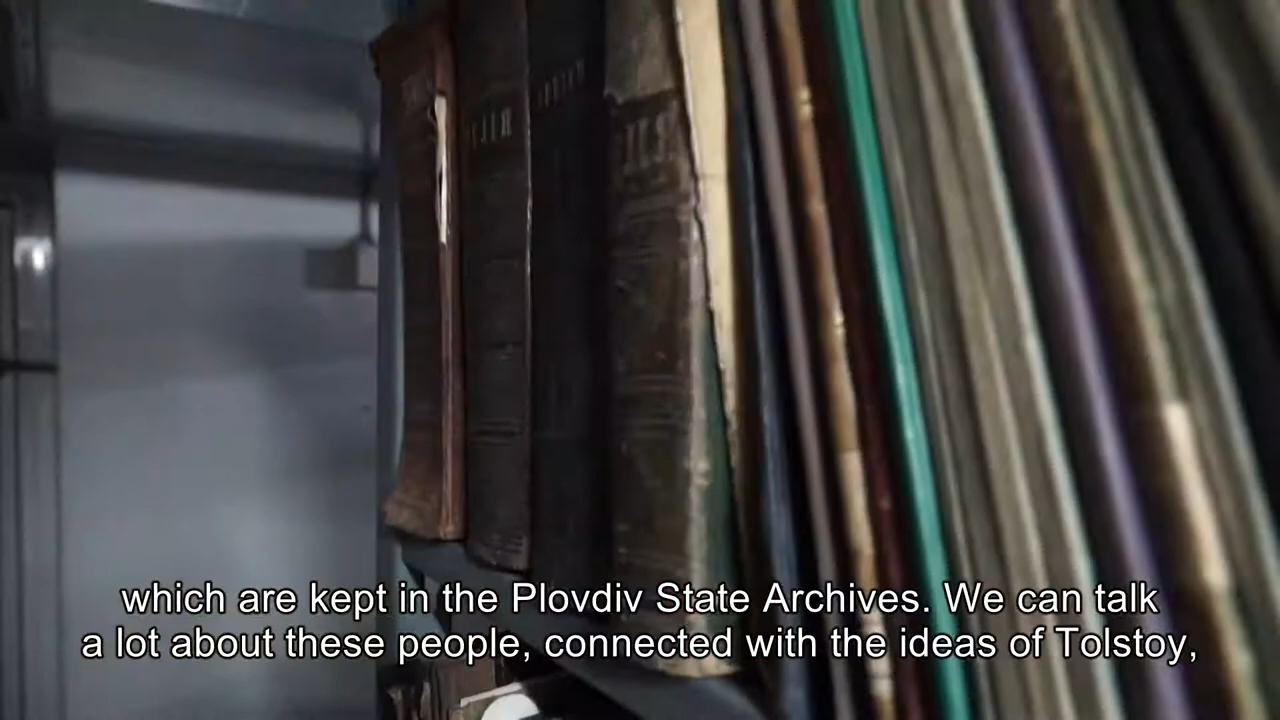 which are kept in the Plovdiv State Archives. We can talk
a lot about these people, connected with the ideas of Tolstoy,